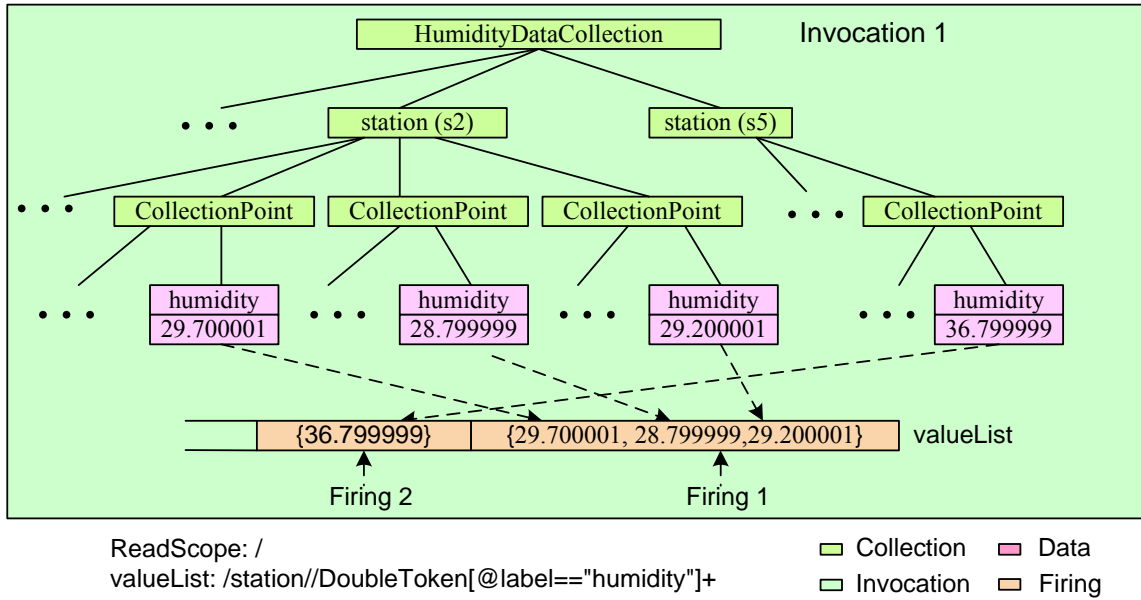 HumidityDataCollection
Invocation 1
station (s2)
station (s5)
CollectionPoint
CollectionPoint
CollectionPoint
CollectionPoint
humidity
29.700001
humidity
28.799999
humidity
29.200001
humidity
36.799999
{36.799999}
{29.700001, 28.799999,29.200001}
valueList
Firing 2
Firing 1
ReadScope: /
valueList: /station//DoubleToken[@label=="humidity"]+
Collection
Data
Invocation
Firing